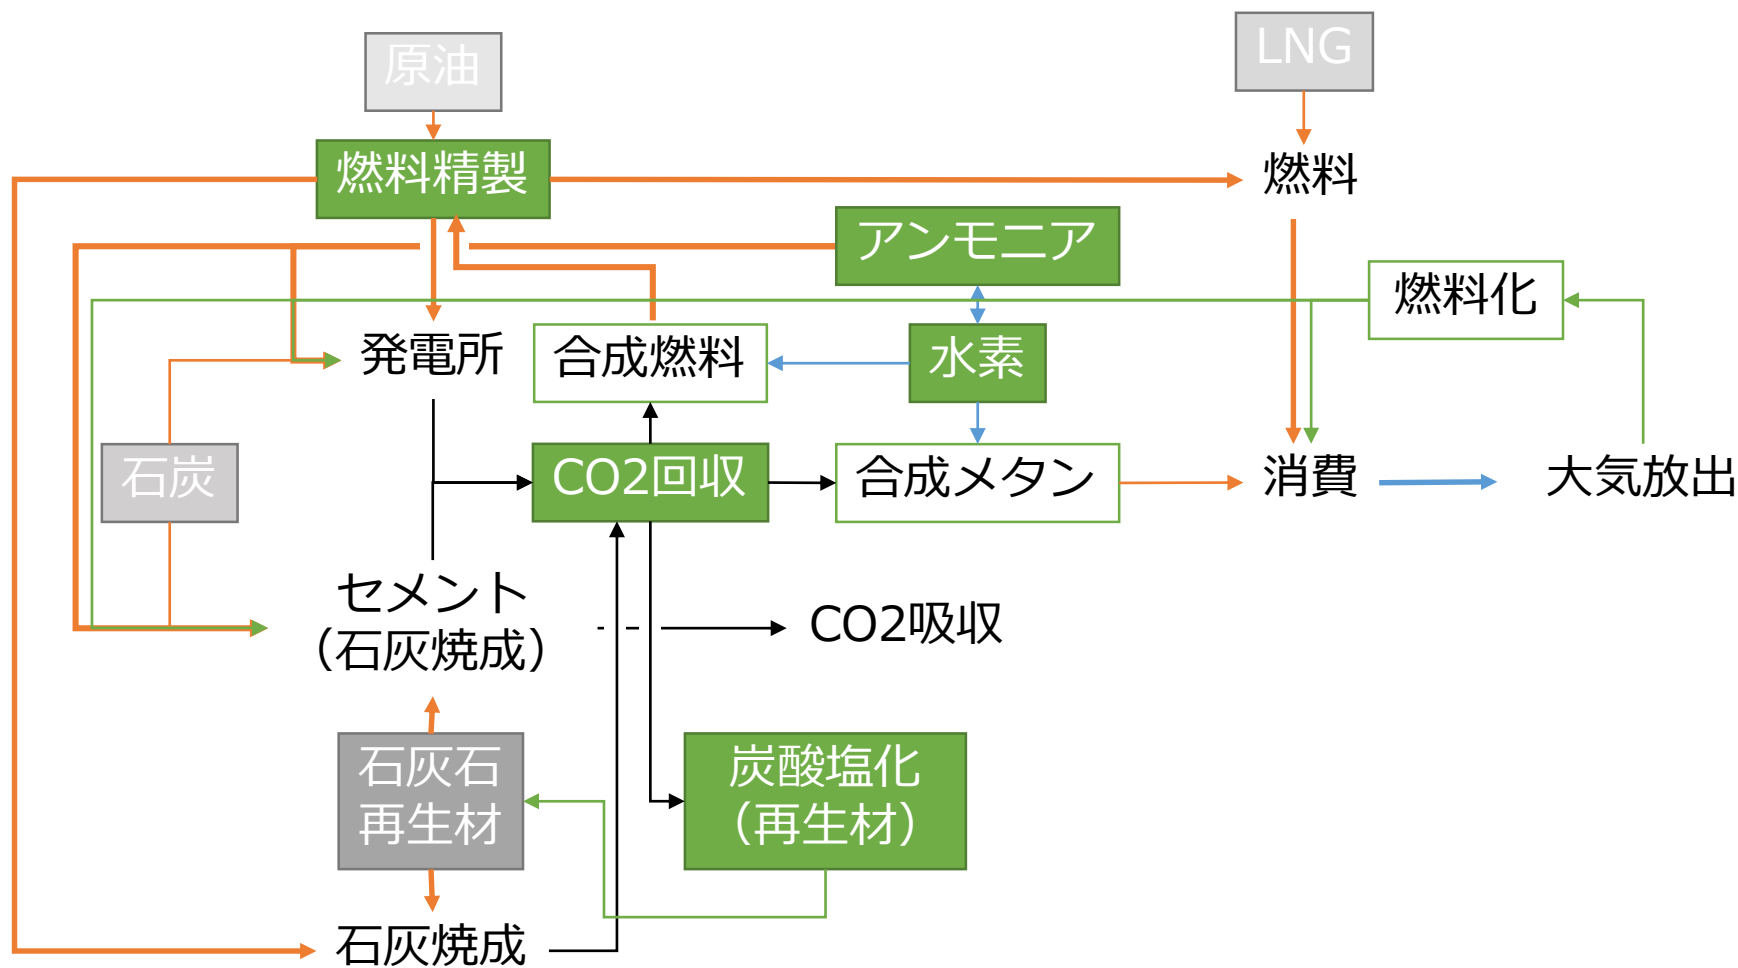 原油
LNG
燃料精製
燃料
アンモニア
燃料化
発電所
合成燃料
水素
石炭
CO2回収
合成メタン
消費
大気放出
セメント
（石灰焼成）
CO2吸収
石灰石
再生材
炭酸塩化
（再生材）
石灰焼成